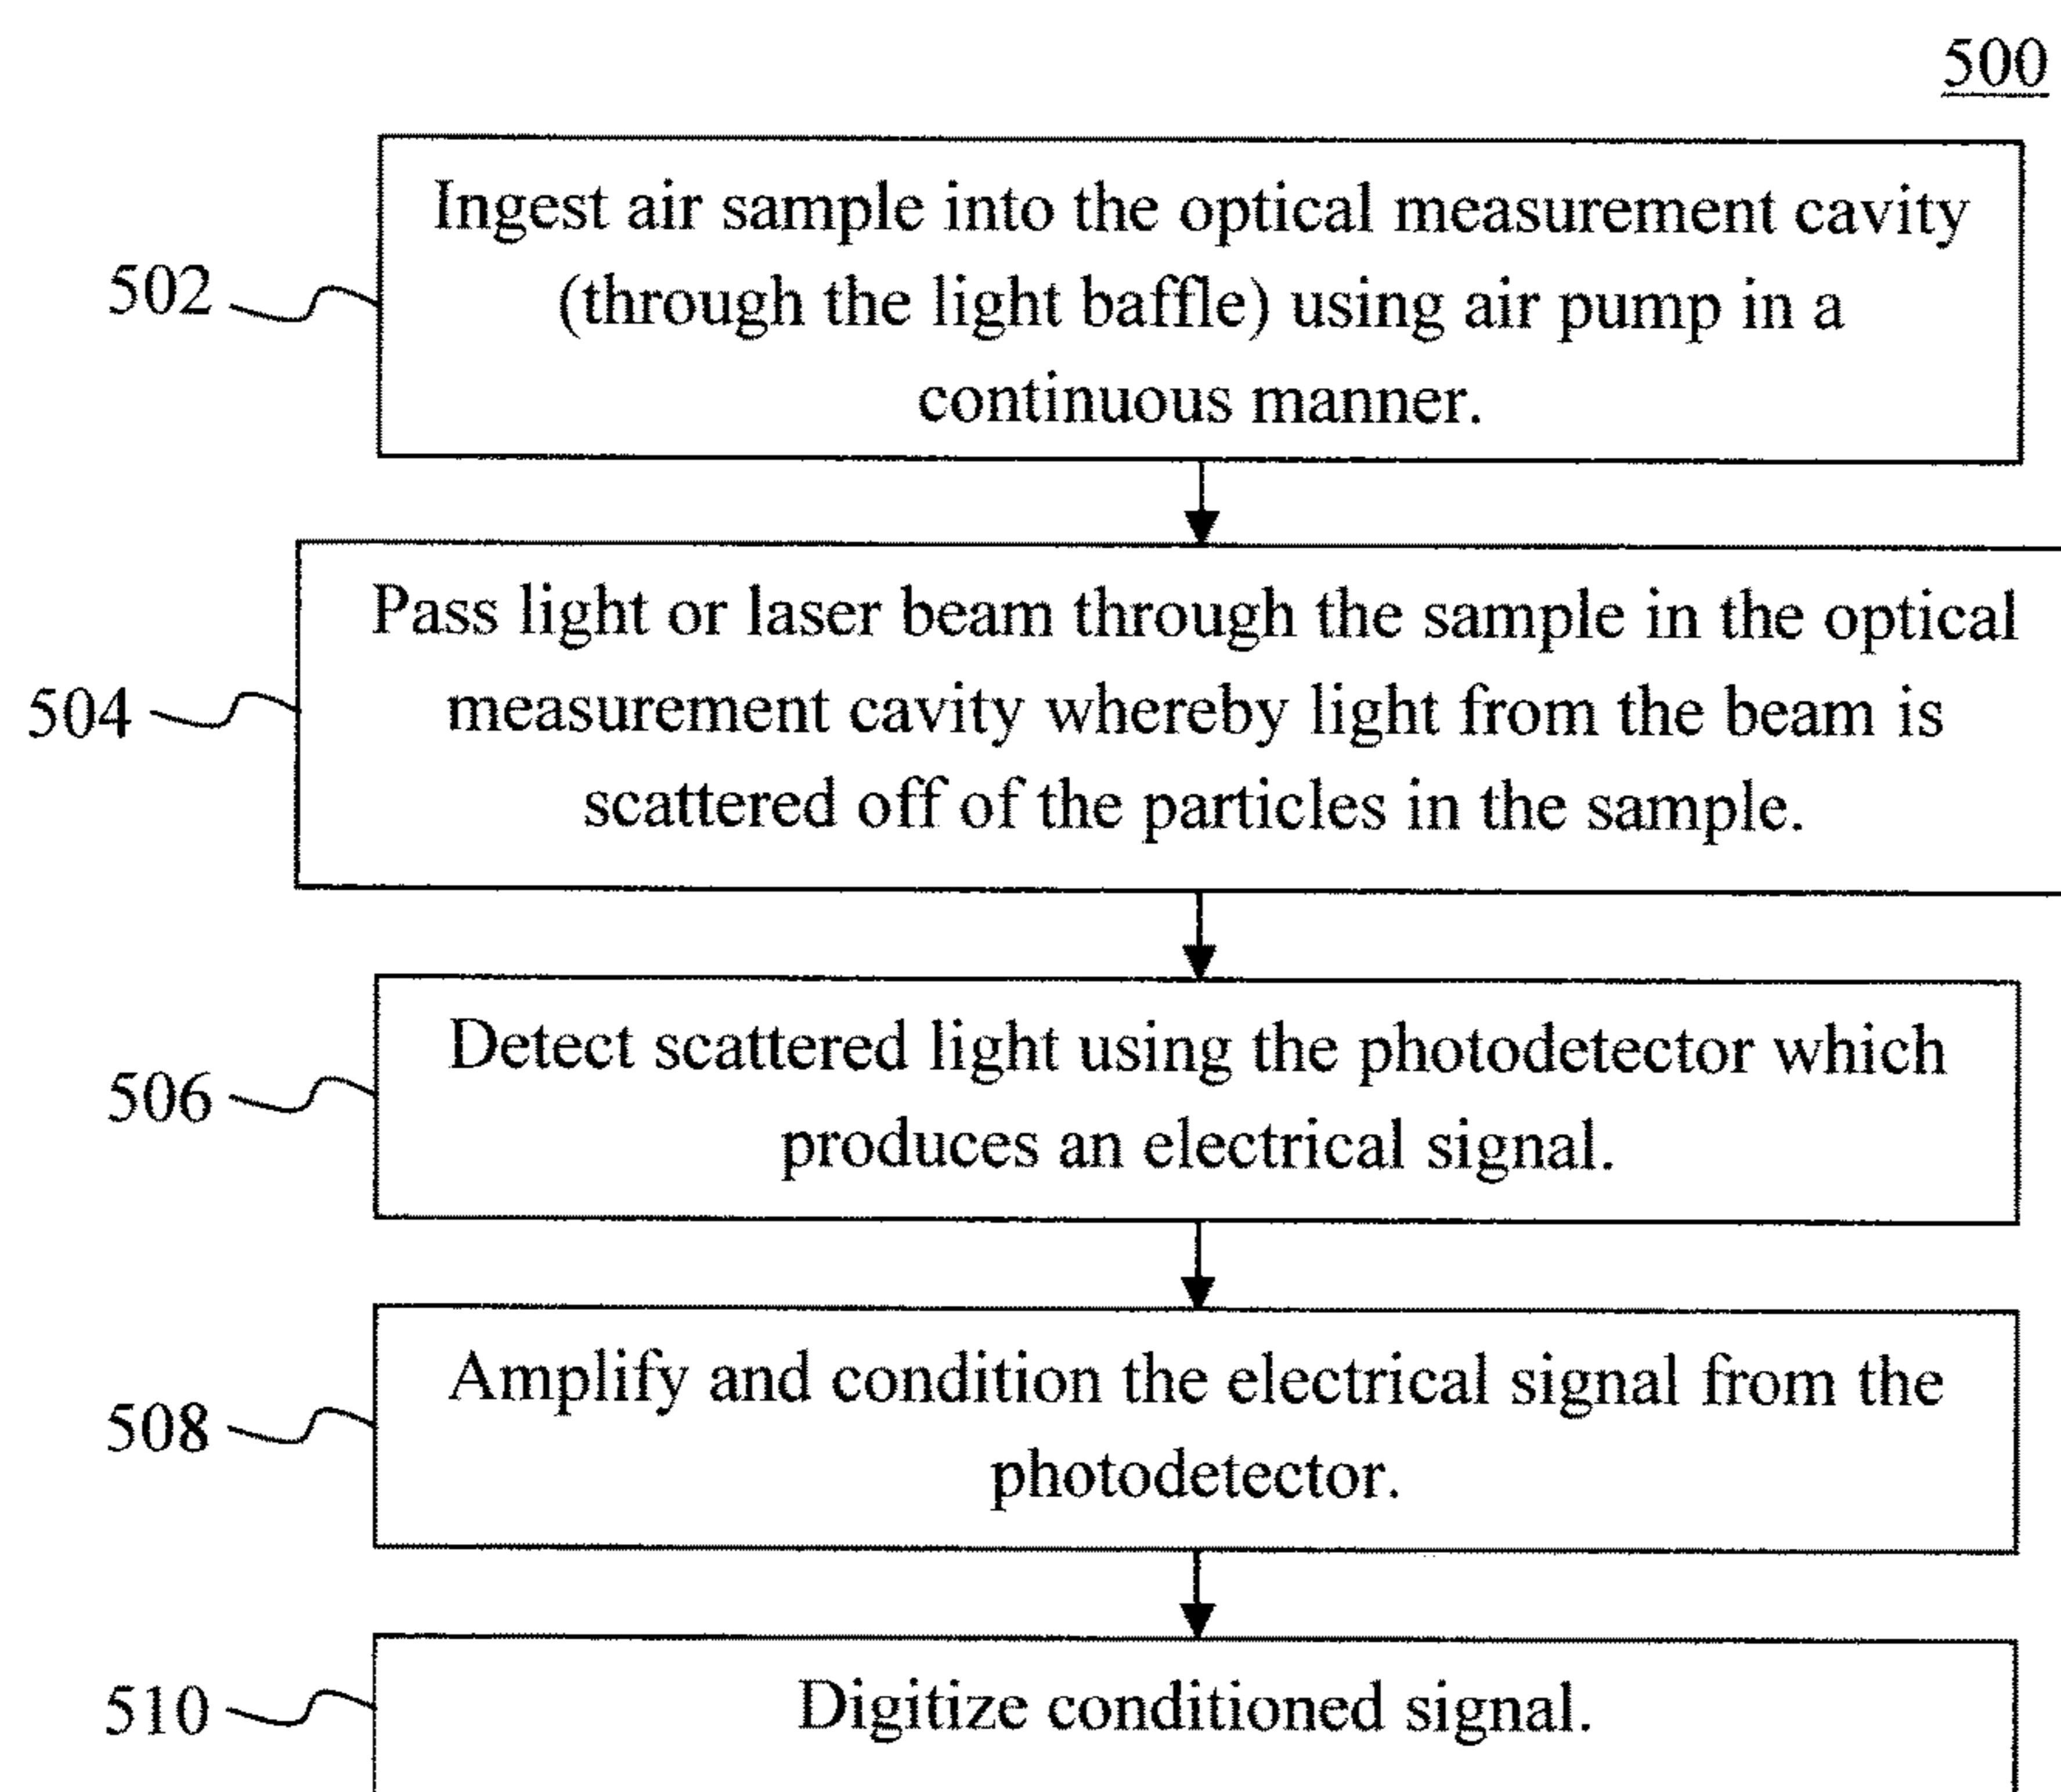 500
502
Ingest air sample into the optical measurement cavity
(through the light baffle) using air pump in a
continuous manner.
504
Pass light or laser beam through the sample in the optical
measurement cavity whereby light from the beam is
scattered off of the particles in the sample.
506
Detect scattered light using the photodetector which
produces an electrical signal.
508
Amplify and condition the electrical signal from the
photodetector.
510
Digitize conditioned signal.